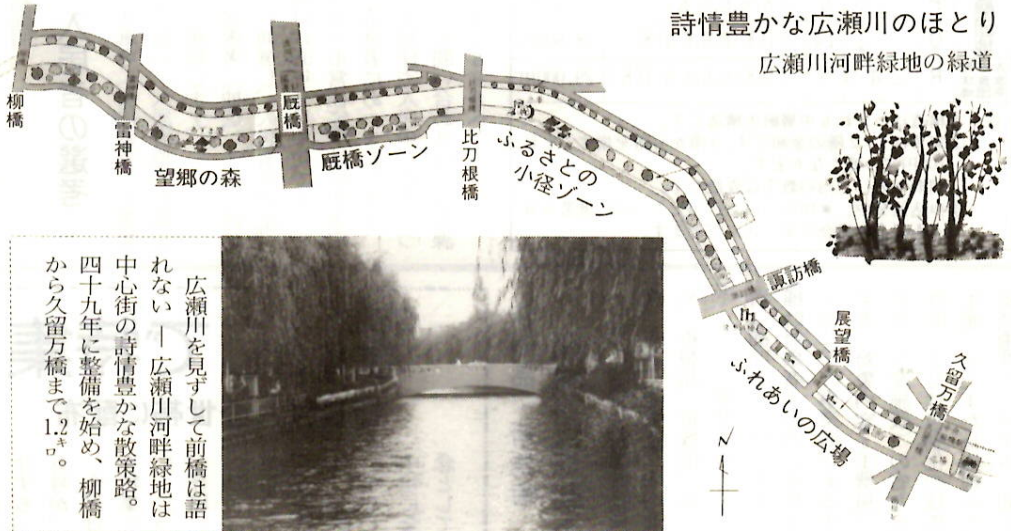 詩情豊かな広瀬川のほとり
広瀬川河畔緑地の緑道
柳橋
雷神橋
望郷の森
厩橋
厩橋ゾーン
比刀根橋
ふるさとの
小径ゾーン
諏訪橋
展望橋
ふれあいの広場
久留万橋
N
広瀬川を見ずして前橋は語
れない ― 広瀬川河畔緑地は
中心街の詩情豊かな散策路。
四十九年に整備を始め、柳橋
から久留万橋まで1.2キロ。